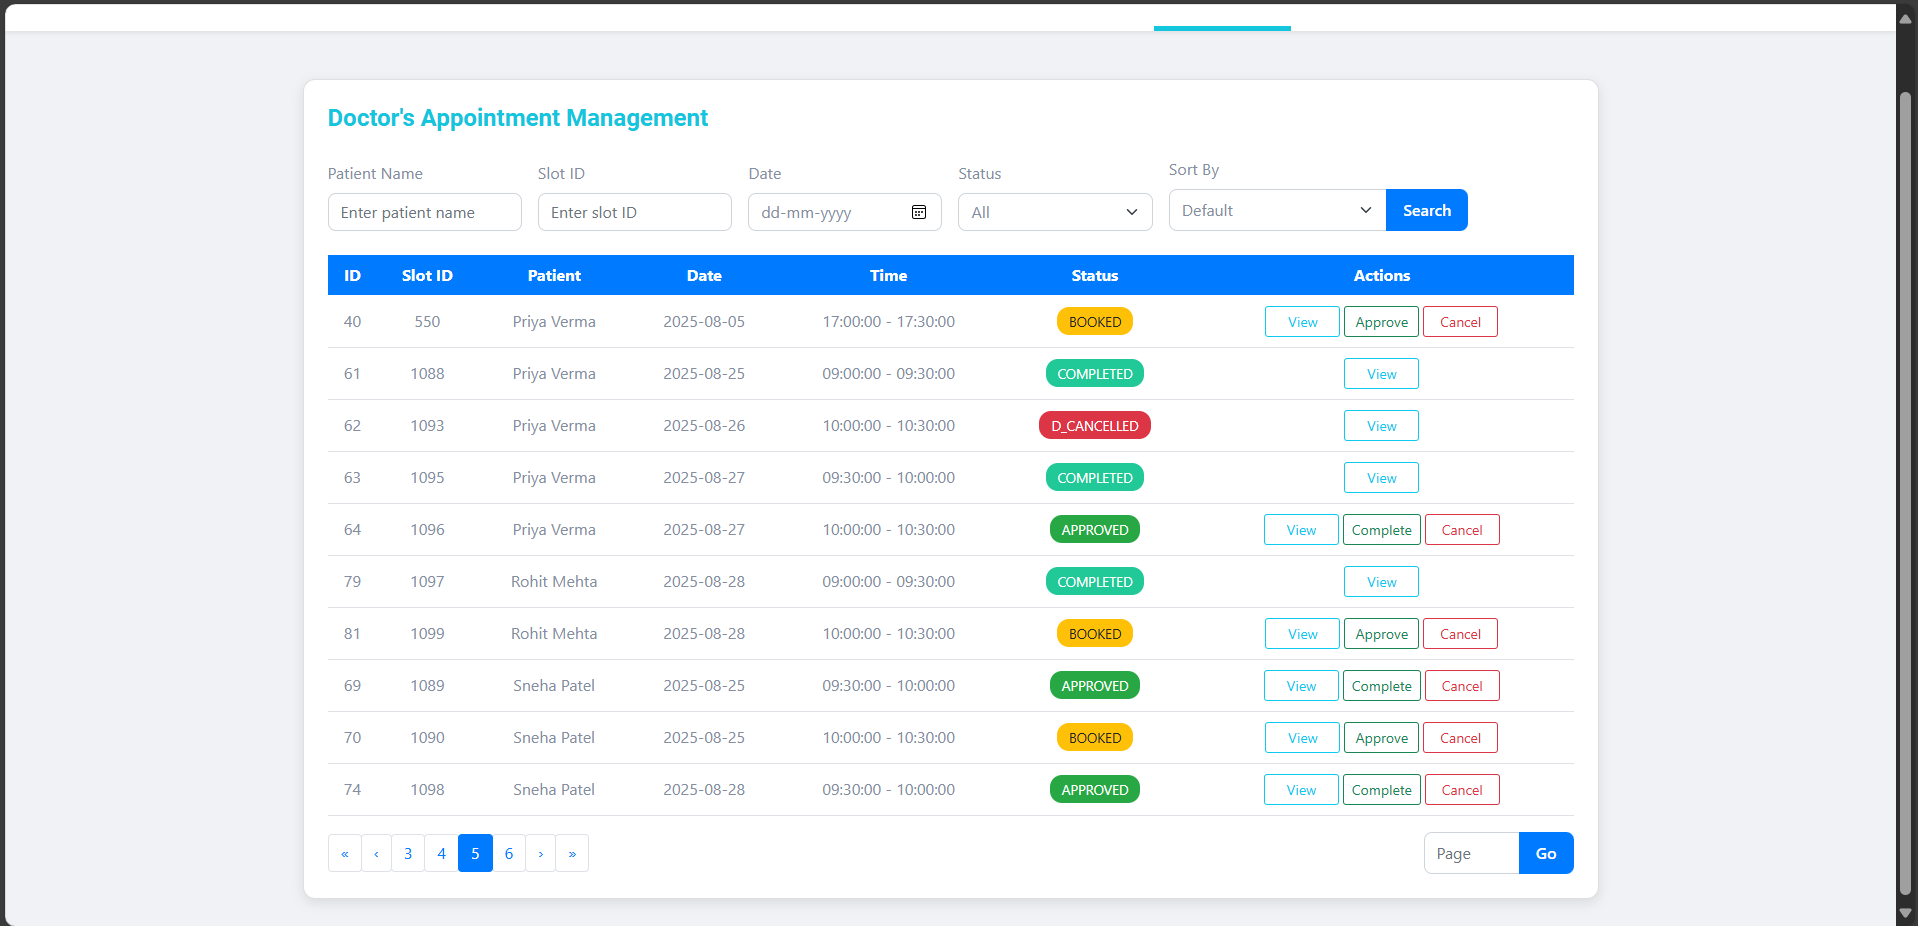 Doctor's Appointment Management
Patient Name Slot ID Date Status Sort By
Enter patient name Enter slot ID dd-mm-yyyy All Default Search
ID Slot ID Patient Date Time Status Actions
40 550 Priya Verma 2025-08-05 17:00:00 - 17:30:00 BOOKED View Approve Cancel
61 1088 Priya Verma 2025-08-25 09:00:00 - 09:30:00 COMPLETED View
62 1093 Priya Verma 2025-08-26 10:00:00 - 10:30:00 D_CANCELLED View
63 1095 Priya Verma 2025-08-27 09:30:00 - 10:00:00 COMPLETED View
64 1096 Priya Verma 2025-08-27 10:00:00 - 10:30:00 APPROVED View Complete Cancel
79 1097 Rohit Mehta 2025-08-28 09:00:00 - 09:30:00 COMPLETED View
81 1099 Rohit Mehta 2025-08-28 10:00:00 - 10:30:00 BOOKED View Approve Cancel
69 1089 Sneha Patel 2025-08-25 09:30:00 - 10:00:00 APPROVED View Complete Cancel
70 1090 Sneha Patel 2025-08-25 10:00:00 - 10:30:00 BOOKED View Approve Cancel
74 1098 Sneha Patel 2025-08-28 09:30:00 - 10:00:00 APPROVED View Complete Cancel
« ‹ 3 4 5 6 › » Page Go